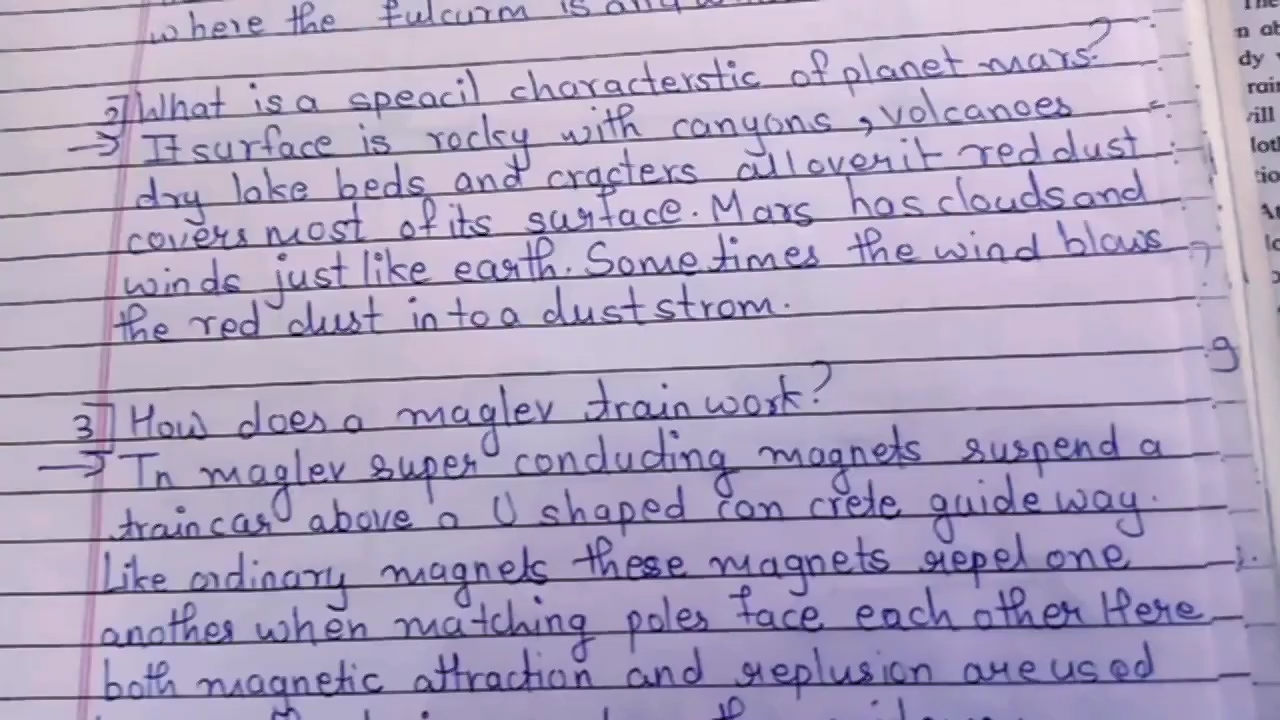 where the fulcurm is
2] What is a speacil characterstic of planet mars?
→ It surface is rocky with canyons, volcanoes
dry lake beds and cracters all over it red dust
covers most of its surface. Mars has clouds and
winds just like earth. Some times the wind blows
the red dust in to a dust strom.
3] How does a maglev train work?
→ In maglev super conducting magnets suspend a
train car above a U shaped con crete guide way.
Like ordinary magnets these magnets repel one
another when matching poles face each other Here
both magnetic attraction and replusion are used